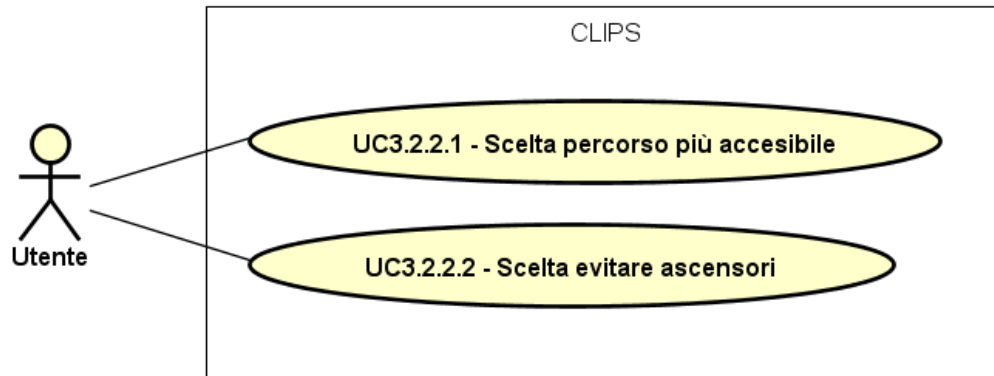 CLIPS
UC3.2.2.1 - Scelta percorso più accesibile
Utente
UC3.2.2.2 - Scelta evitare ascensori